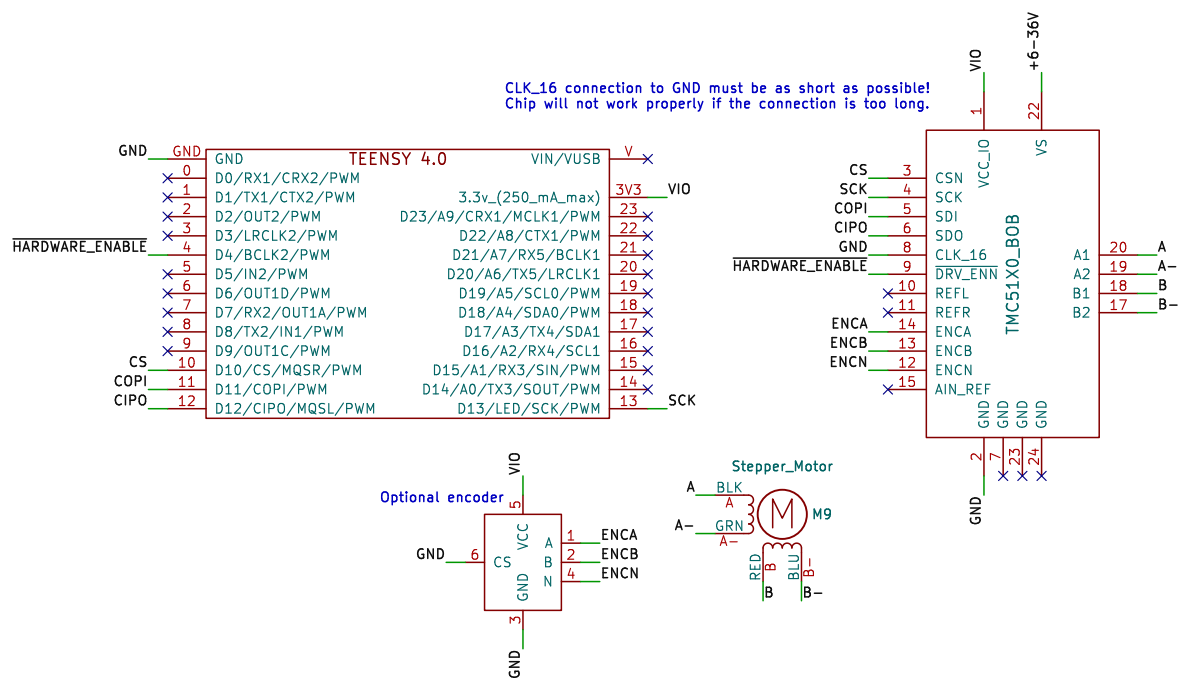 CLK_16 connection to GND must be as short as possible!
Chip will not work properly if the connection is too long.
TEENSY 4.0
GND GND GND
0 D0/RX1/CRX2/PWM
1 D1/TX1/CTX2/PWM
2 D2/OUT2/PWM
3 D3/LRCLK2/PWM
HARDWARE_ENABLE 4 D4/BCLK2/PWM
5 D5/IN2/PWM
6 D6/OUT1D/PWM
7 D7/RX2/OUT1A/PWM
8 D8/TX2/IN1/PWM
9 D9/OUT1C/PWM
CS 10 D10/CS/MQSR/PWM
COPI 11 D11/COPI/PWM
CIPO 12 D12/CIPO/MQSL/PWM
VIN/VUSB V
3.3v_(250_mA_max) 3V3 VIO
D23/A9/CRX1/MCLK1/PWM 23
D22/A8/CTX1/PWM 22
D21/A7/RX5/BCLK1 21
D20/A6/TX5/LRCLK1 20
D19/A5/SCL0/PWM 19
D18/A4/SDA0/PWM 18
D17/A3/TX4/SDA1 17
D16/A2/RX4/SCL1 16
D15/A1/RX3/SIN/PWM 15
D14/A0/TX3/SOUT/PWM 14
D13/LED/SCK/PWM 13 SCK
VIO 1 VCC_IO
+6-36V 22 VS
TMC51X0_BOB
CS 3 CSN
SCK 4 SCK
COPI 5 SDI
CIPO 6 SDO
GND 8 CLK_16
HARDWARE_ENABLE 9 DRV_ENN
10 REFL
11 REFR
ENCA 14 ENCA
ENCB 13 ENCB
ENCN 12 ENCN
15 AIN_REF
A1 20 A
A2 19 A-
B1 18 B
B2 17 B-
GND GND GND GND
2 7 23 24
GND
Optional encoder
VIO
5
VCC
GND 6 CS
A 1 ENCA
B 2 ENCB
N 4 ENCN
GND
3
GND
Stepper_Motor
A BLK
A
A- GRN
A-
M
M9
RED B BLU B-
B B-